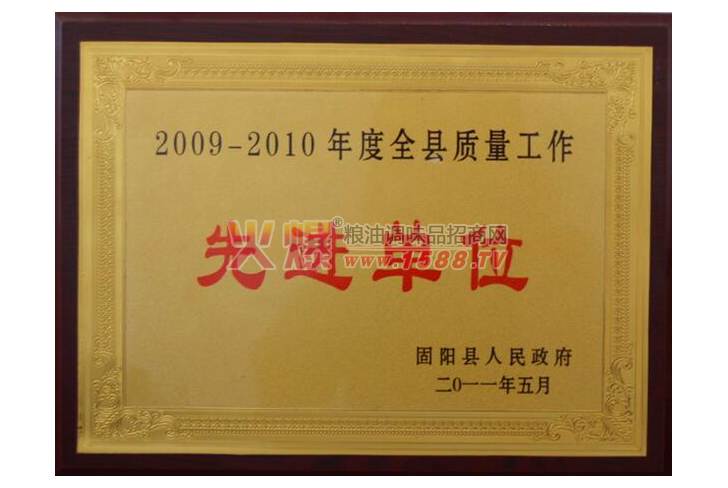 2009-2010年度全县质量工作
先进单位
火爆®粮油调味品招商网
www.1588.TV
固阳县人民政府
二〇一一年五月